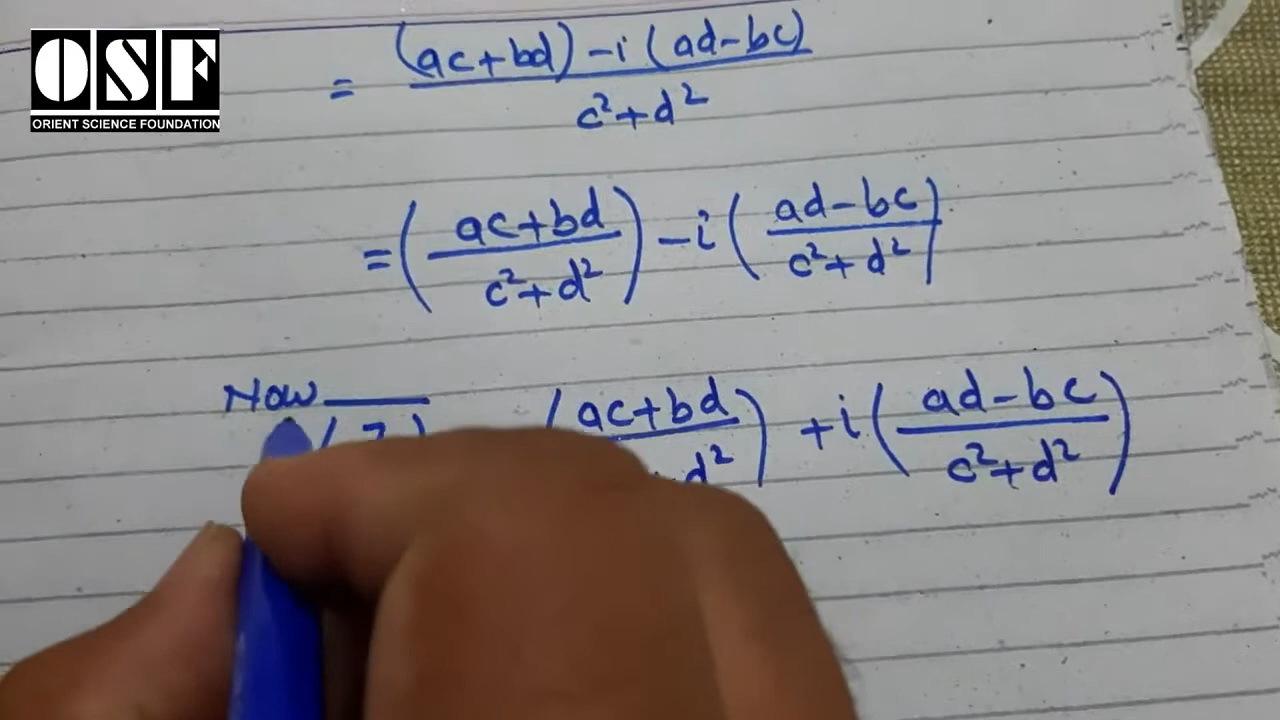 OSF
ORIENT SCIENCE FOUNDATION
= (ac+bd) -i (ad-bc)
c²+d²
= ( ac+bd ) -i ( ad-bc )
c²+d² c²+d²
Now
( ac+bd ) +i ( ad-bc )
d² c²+d²